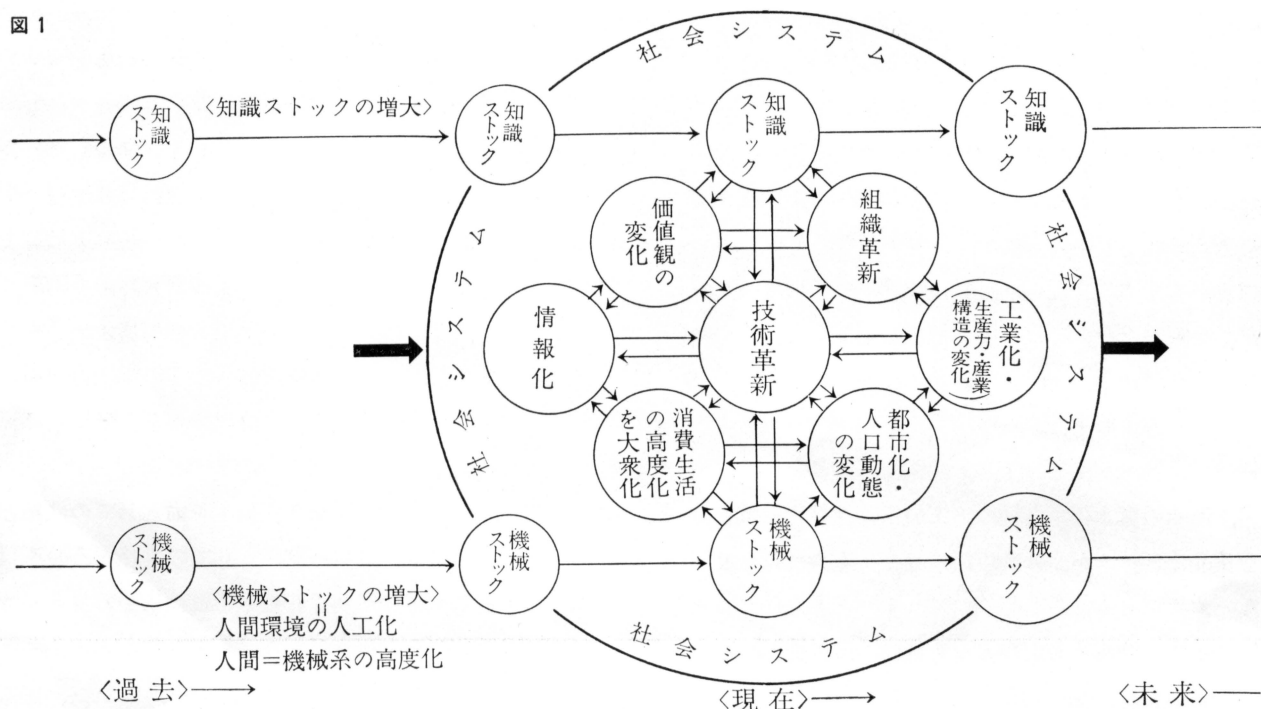 図1
社会システム
知識
ストック
〈知識ストックの増大〉
知識
ストック
知識
ストック
知識
ストック
価値観の
変化
組織革新
社会システム
社会システム
情報化
技術革新
工業化・
(生産力・産業
構造の変化)
消費生活
の高度化
を大衆化
都市化・
人口動態
の変化
機械
ストック
機械
ストック
機械
ストック
機械
ストック
〈機械ストックの増大〉
=
人間環境の人工化
人間=機械系の高度化
社会システム
〈過去〉→
〈現在〉→
〈未来〉